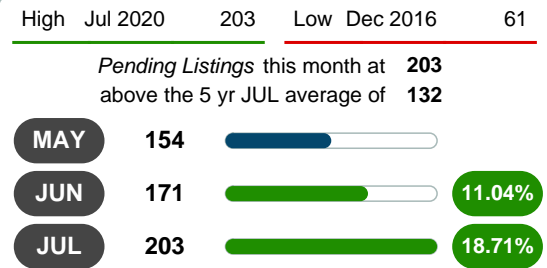 High Jul 2020 203 Low Dec 2016 61
Pending Listings this month at 203
above the 5 yr JUL average of 132
MAY 154
JUN 171 11.04%
JUL 203 18.71%